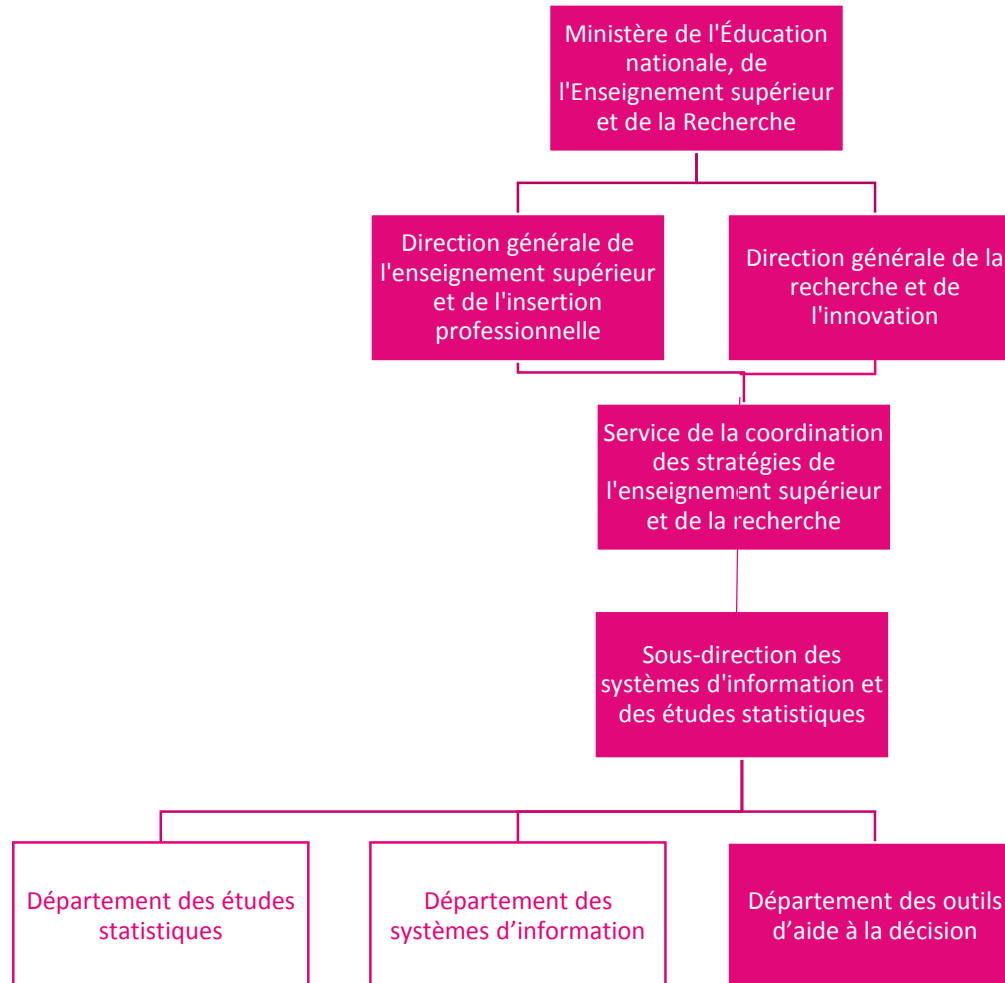 Ministère de l'Éducation
nationale, de
l'Enseignement supérieur
et de la Recherche
Direction générale de
l'enseignement supérieur
et de l'insertion
professionnelle
Direction générale de la
recherche et de
l'innovation
Service de la coordination
des stratégies de
l'enseignement supérieur
et de la recherche
Sous-direction des
systèmes d'information et
des études statistiques
Département des études
statistiques
Département des
systèmes d’information
Département des outils
d’aide à la décision